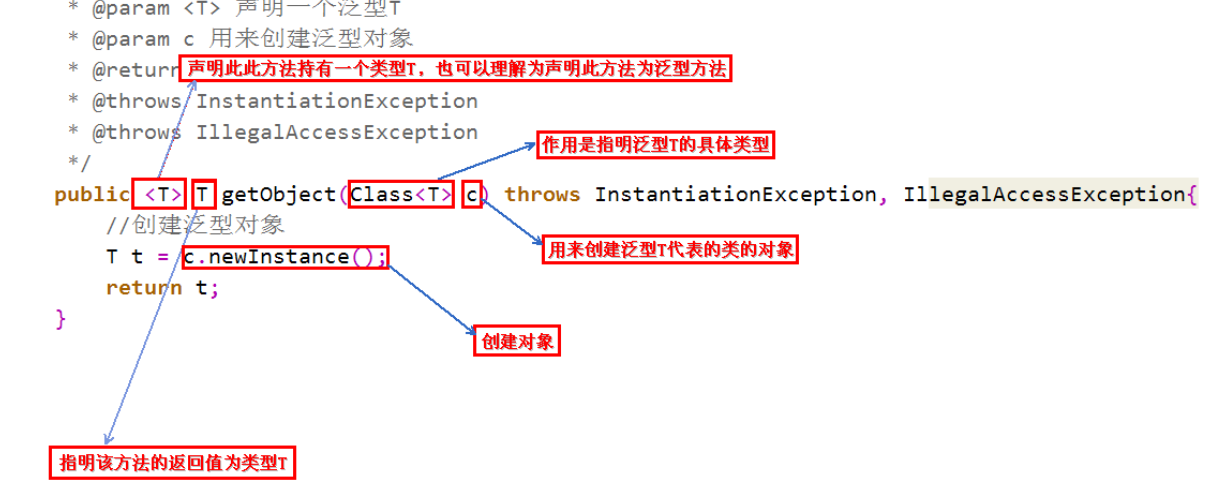 * @param <T> 声明一个泛型T
* @param c 用来创建泛型对象
* @return 声明此此方法持有一个类型T，也可以理解为声明此方法为泛型方法
* @throws InstantiationException
* @throws IllegalAccessException
作用是指明泛型T的具体类型
*/
public <T> T getObject(Class<T> c) throws InstantiationException, IllegalAccessException{
//创建泛型对象
用来创建泛型T代表的类的对象
T t = c.newInstance();
return t;
}
创建对象
指明该方法的返回值为类型T